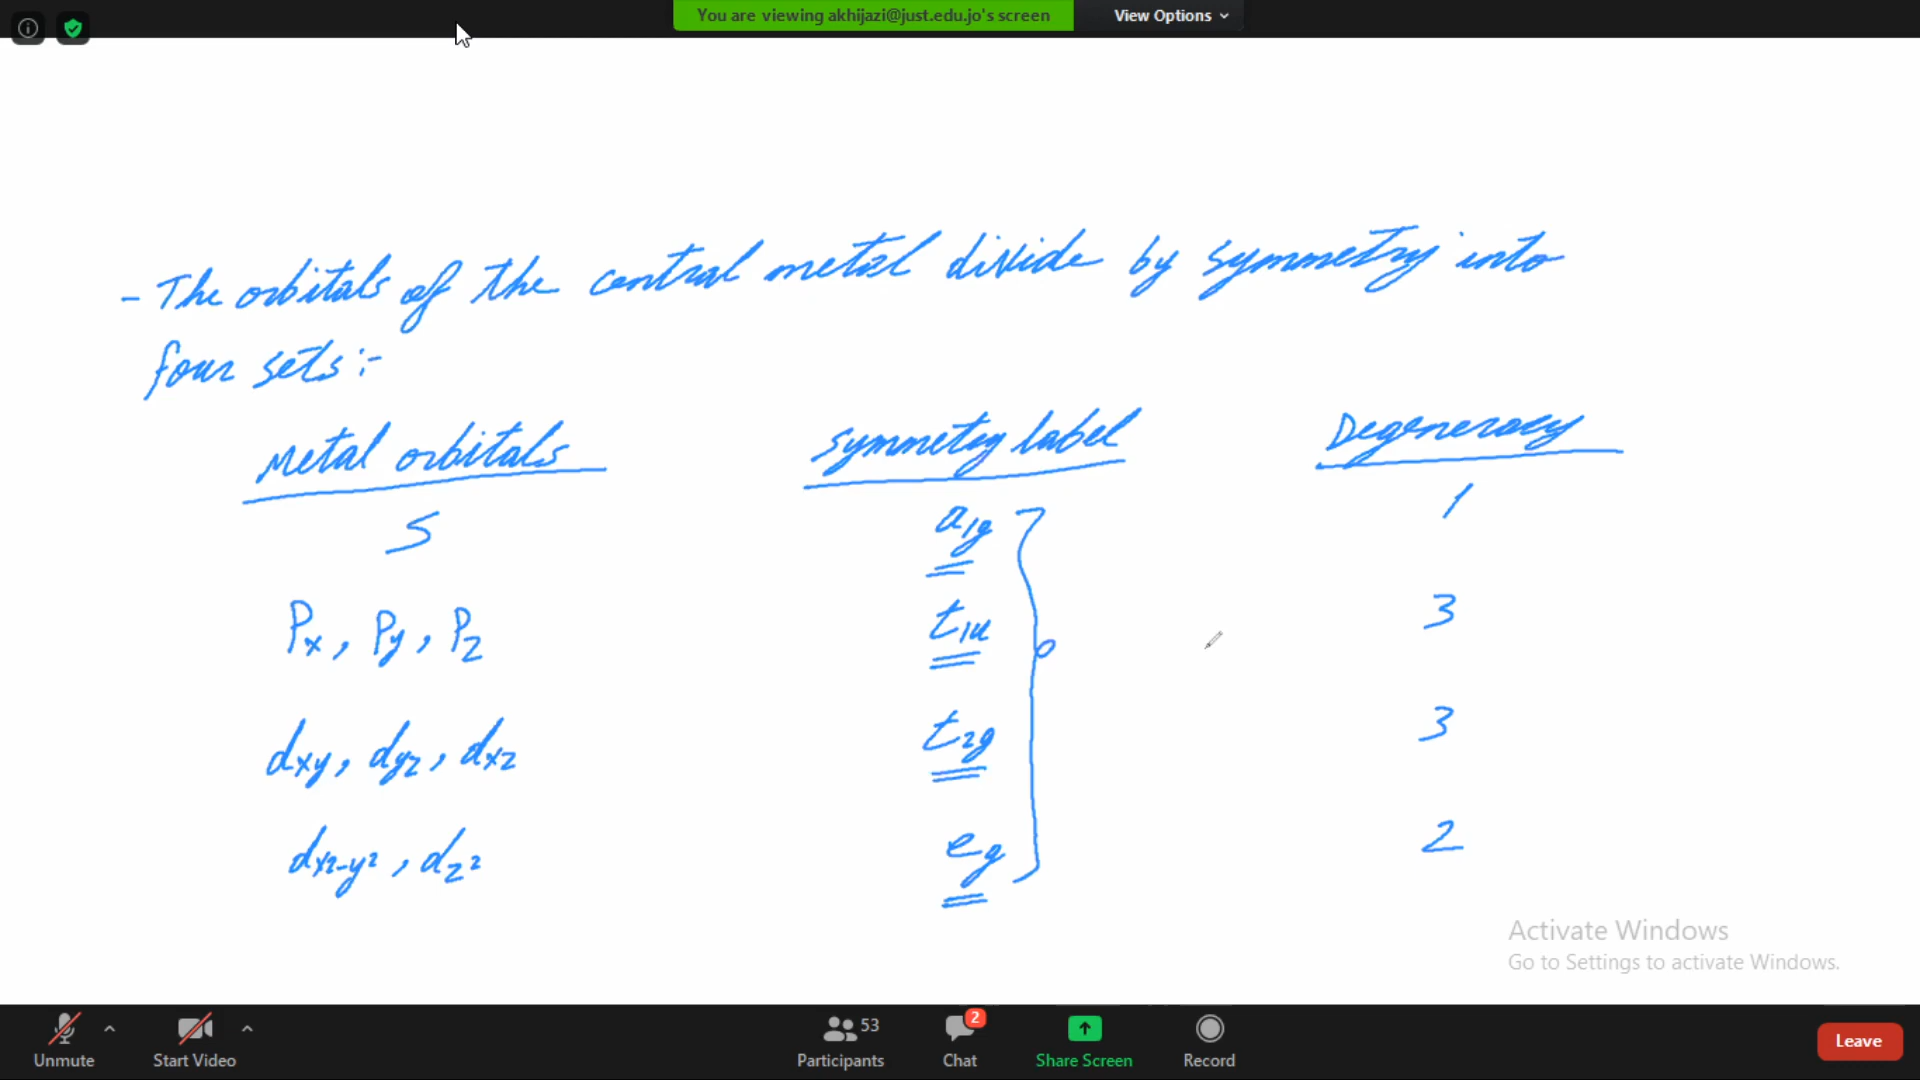 You are viewing akhijazi@just.edu.jo's screen View Options
- The orbitals of the central metal divide by symmetry into
four sets :-
Metal orbitals symmetry label Degeneracy
S a1g 1
Px, Py, Pz t1u 3
dxy, dyz, dxz t2g 3
dx2-y2, dz2 eg 2
Activate Windows
Go to Settings to activate Windows.
Unmute Start Video Participants 53 Chat 2 Share Screen Record Leave